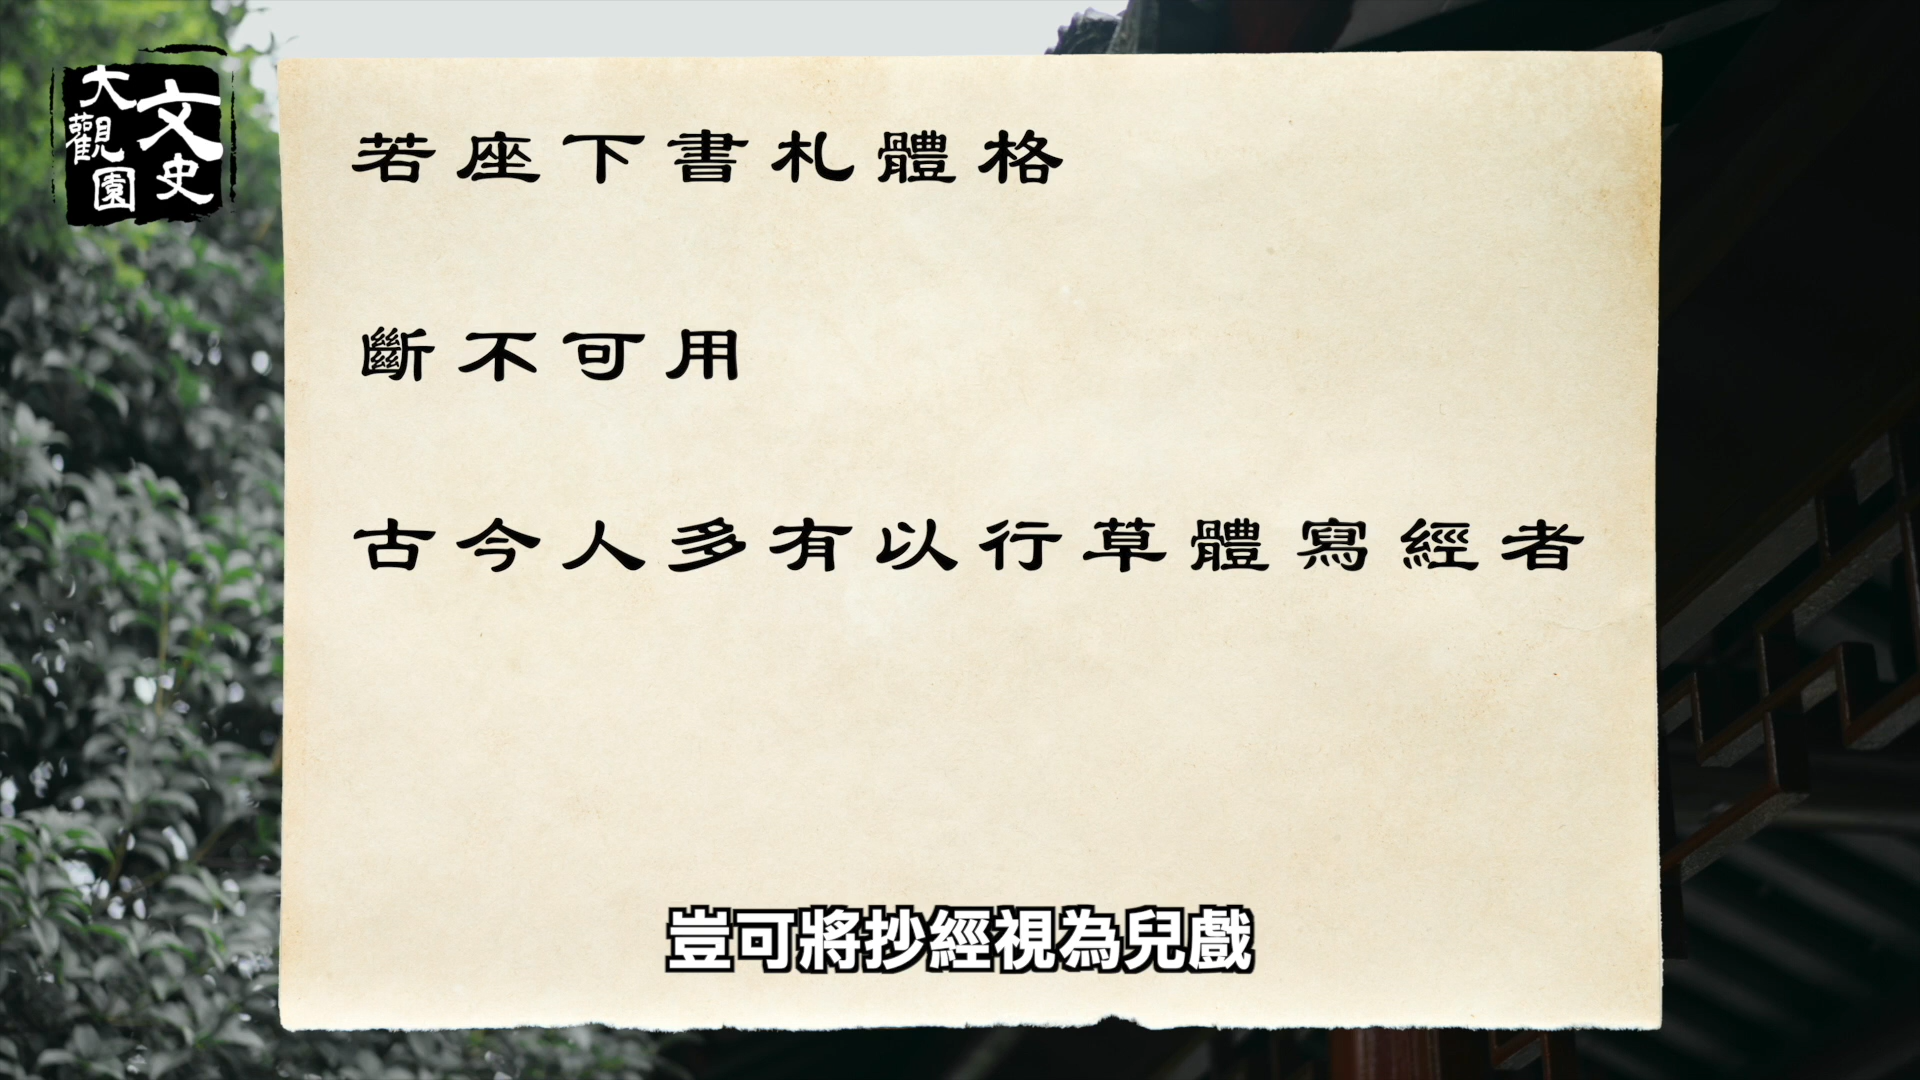 文史
大觀園
若座下書札體格
斷不可用
古今人多有以行草體寫經者
豈可將抄經視為兒戲